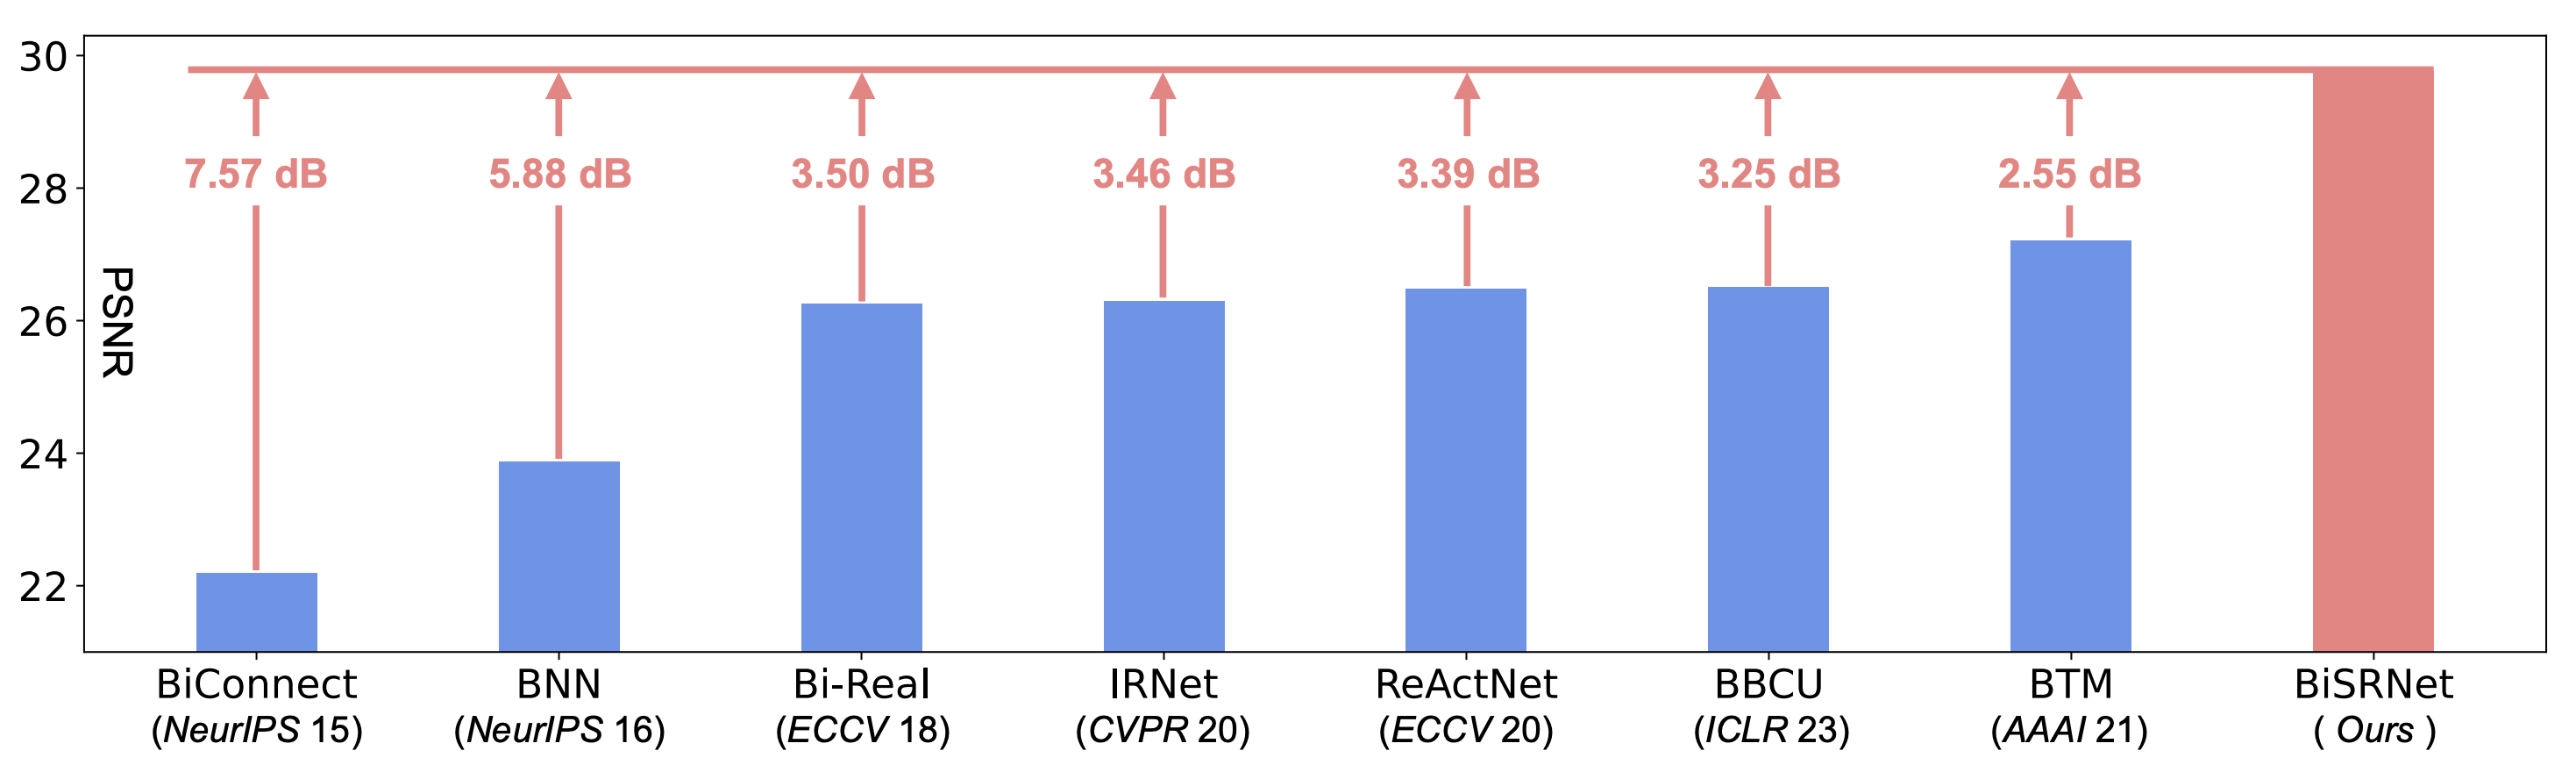 30
28
26
24
22
PSNR
7.57 dB
5.88 dB
3.50 dB
3.46 dB
3.39 dB
3.25 dB
2.55 dB
BiConnect
(NeurIPS 15)
BNN
(NeurIPS 16)
Bi-Real
(ECCV 18)
IRNet
(CVPR 20)
ReActNet
(ECCV 20)
BBCU
(ICLR 23)
BTM
(AAAI 21)
BiSRNet
( Ours )